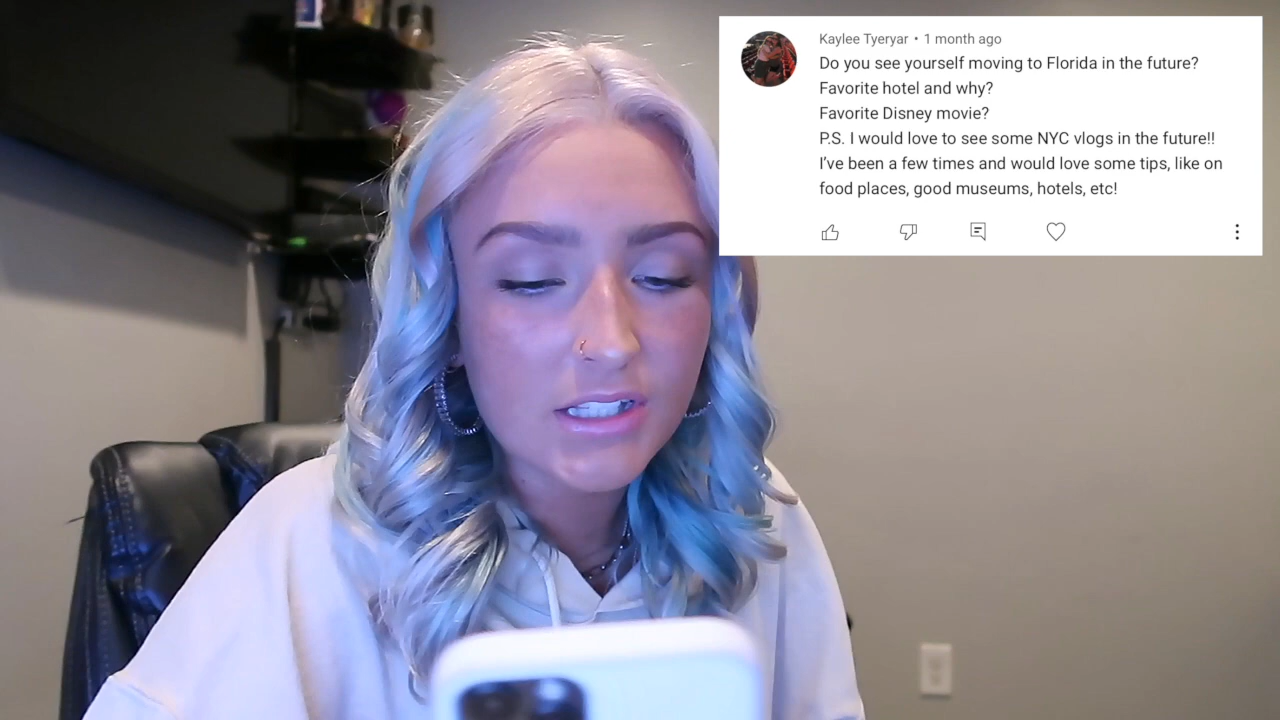 Kaylee Tyeryar • 1 month ago
Do you see yourself moving to Florida in the future?
Favorite hotel and why?
Favorite Disney movie?
P.S. I would love to see some NYC vlogs in the future!!
I've been a few times and would love some tips, like on
food places, good museums, hotels, etc!